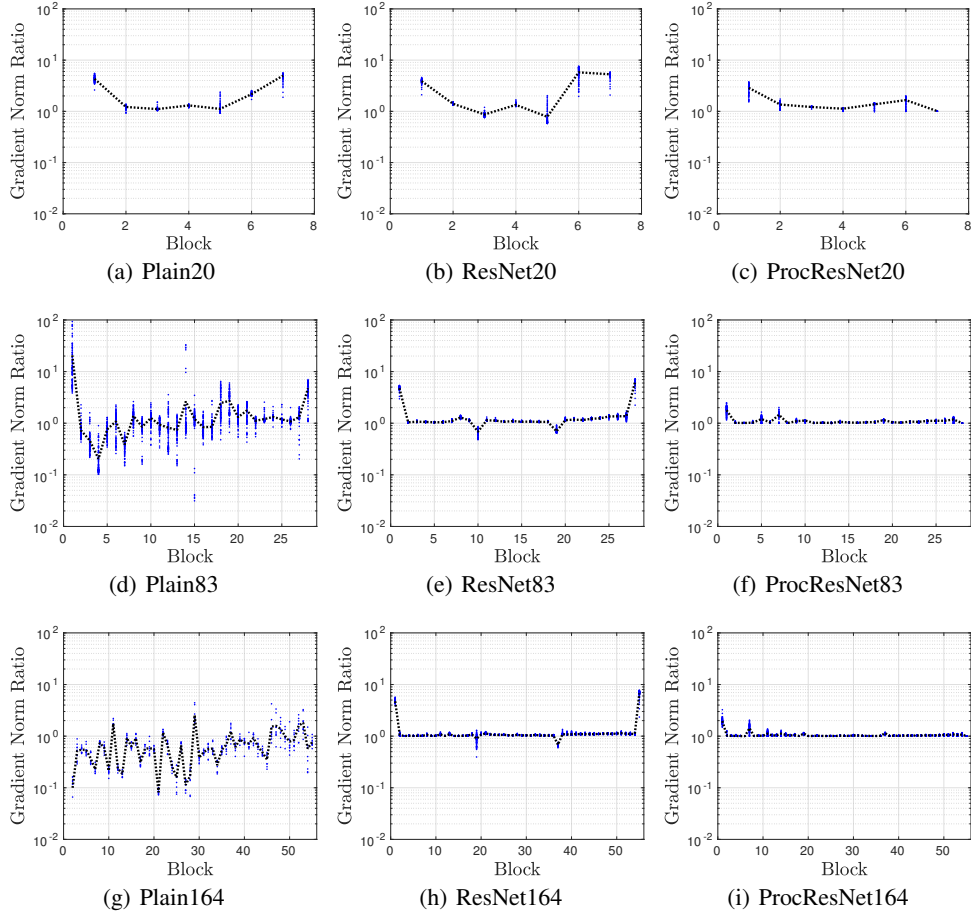 10^2
10^1
10^0
10^-1
10^-2
Gradient Norm Ratio
0 2 4 6 8
Block
(a) Plain20
10^2
10^1
10^0
10^-1
10^-2
Gradient Norm Ratio
0 2 4 6 8
Block
(b) ResNet20
10^2
10^1
10^0
10^-1
10^-2
Gradient Norm Ratio
0 2 4 6 8
Block
(c) ProcResNet20
10^2
10^1
10^0
10^-1
10^-2
Gradient Norm Ratio
0 5 10 15 20 25
Block
(d) Plain83
10^2
10^1
10^0
10^-1
10^-2
Gradient Norm Ratio
0 5 10 15 20 25
Block
(e) ResNet83
10^2
10^1
10^0
10^-1
10^-2
Gradient Norm Ratio
0 5 10 15 20 25
Block
(f) ProcResNet83
10^2
10^1
10^0
10^-1
10^-2
Gradient Norm Ratio
0 10 20 30 40 50
Block
(g) Plain164
10^2
10^1
10^0
10^-1
10^-2
Gradient Norm Ratio
0 10 20 30 40 50
Block
(h) ResNet164
10^2
10^1
10^0
10^-1
10^-2
Gradient Norm Ratio
0 10 20 30 40 50
Block
(i) ProcResNet164